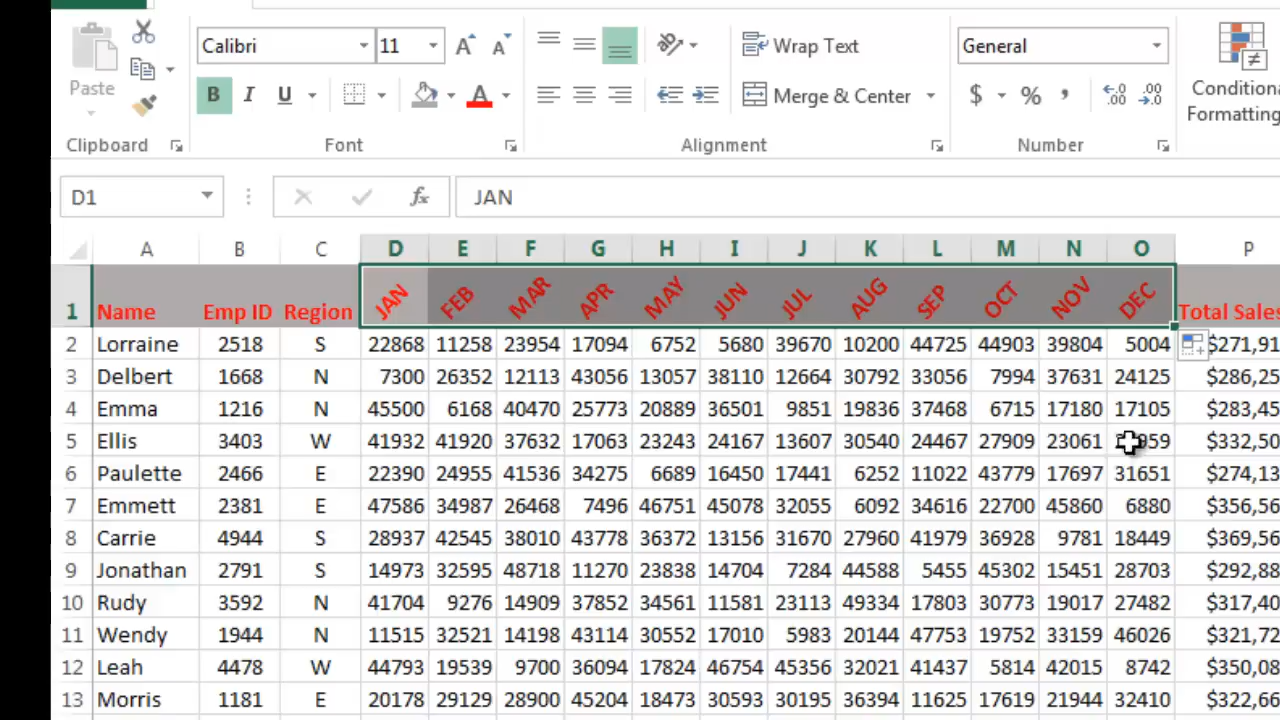 Calibri 11 A A Wrap Text General
Paste B I U A Merge & Center $ % , .00 .00 Conditiona
Formatting
Clipboard Font Alignment Number
D1 fx JAN
A B C D E F G H I J K L M N O P
1 Name Emp ID Region JAN FEB MAR APR MAY JUN JUL AUG SEP OCT NOV DEC Total Sales
2 Lorraine 2518 S 22868 11258 23954 17094 6752 5680 39670 10200 44725 44903 39804 5004 $271,91
3 Delbert 1668 N 7300 26352 12113 43056 13057 38110 12664 30792 33056 7994 37631 24125 $286,25
4 Emma 1216 N 45500 6168 40470 25773 20889 36501 9851 19836 37468 6715 17180 17105 $283,45
5 Ellis 3403 W 41932 41920 37632 17063 23243 24167 13607 30540 24467 27909 23061 $332,50
6 Paulette 2466 E 22390 24955 41536 34275 6689 16450 17441 6252 11022 43779 17697 31651 $274,13
7 Emmett 2381 E 47586 34987 26468 7496 46751 45078 32055 6092 34616 22700 45860 6880 $356,56
8 Carrie 4944 S 28937 42545 38010 43778 36372 13156 31670 27960 41979 36928 9781 18449 $369,56
9 Jonathan 2791 S 14973 32595 48718 11270 23838 14704 7284 44588 5455 45302 15451 28703 $292,88
10 Rudy 3592 N 41704 9276 14909 37852 34561 11581 23113 49334 17803 30773 19017 27482 $317,40
11 Wendy 1944 N 11515 32521 14198 43114 30552 17010 5983 20144 47753 19752 33159 46026 $321,72
12 Leah 4478 W 44793 19539 9700 36094 17824 46754 45356 32021 41437 5814 42015 8742 $350,08
13 Morris 1181 E 20178 29129 28900 45204 18473 30593 30195 36394 11625 17619 21944 32410 $322,66